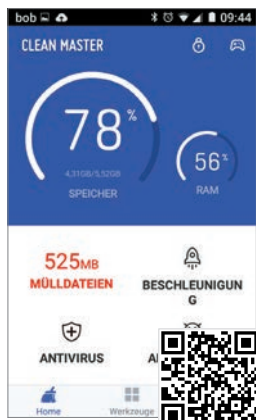 bob 09:44
CLEAN MASTER
78%
4,31GB/5,52GB
SPEICHER
56%
RAM
525MB
MÜLLDATEIEN
BESCHLEUNIGUN
G
ANTIVIRUS
Home Werkzeuge